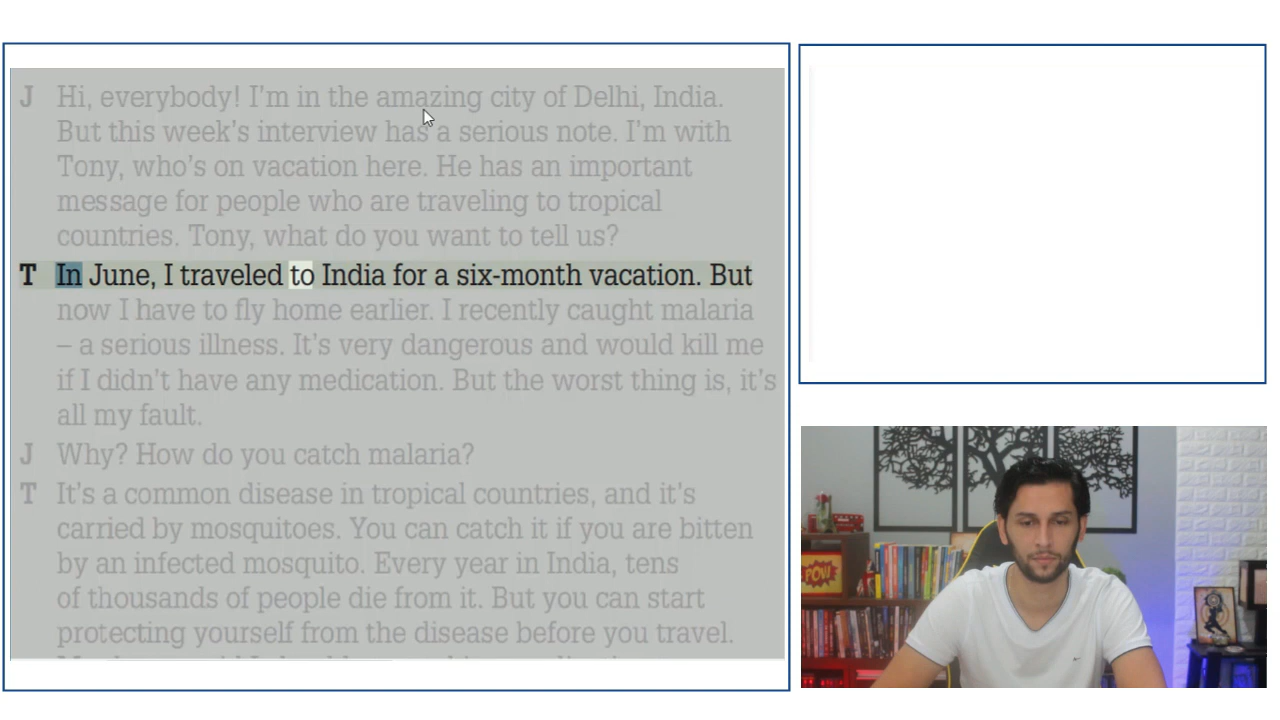 J Hi, everybody! I'm in the amazing city of Delhi, India.
But this week's interview has a serious note. I'm with
Tony, who's on vacation here. He has an important
message for people who are traveling to tropical
countries. Tony, what do you want to tell us?
T In June, I traveled to India for a six-month vacation. But
now I have to fly home earlier. I recently caught malaria
– a serious illness. It's very dangerous and would kill me
if I didn't have any medication. But the worst thing is, it's
all my fault.
J Why? How do you catch malaria?
T It's a common disease in tropical countries, and it's
carried by mosquitoes. You can catch it if you are bitten
by an infected mosquito. Every year in India, tens
of thousands of people die from it. But you can start
protecting yourself from the disease before you travel.
POW!